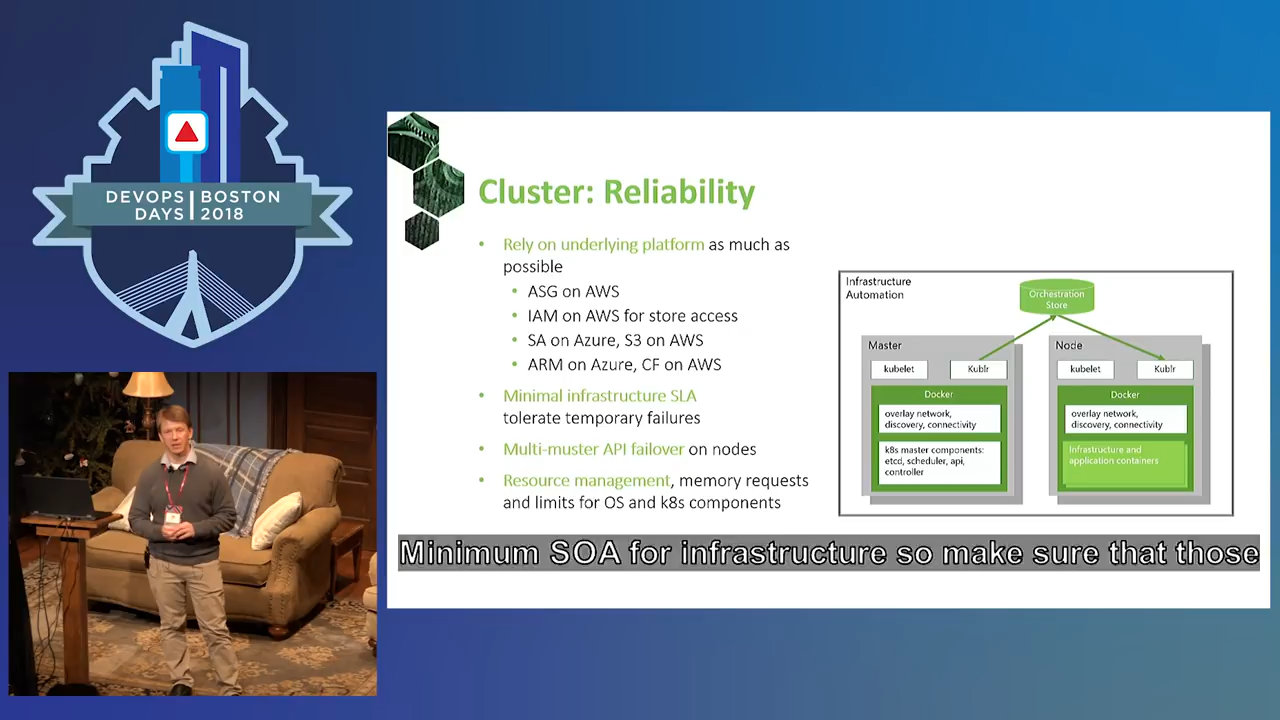 DEVOPS BOSTON
DAYS 2018
Cluster: Reliability
• Rely on underlying platform as much as
possible
• ASG on AWS
• IAM on AWS for store access
• SA on Azure, S3 on AWS
• ARM on Azure, CF on AWS
• Minimal infrastructure SLA
tolerate temporary failures
• Multi-muster API failover on nodes
• Resource management, memory requests
and limits for OS and k8s components
Infrastructure
Automation
Orchestration
Store
Master
kubelet
Kublr
Docker
overlay network,
discovery, connectivity
k8s master components:
etcd, scheduler, api,
controller
Node
kubelet
Kublr
Docker
overlay network,
discovery, connectivity
Infrastructure and
application containers
Minimum SOA for infrastructure so make sure that those